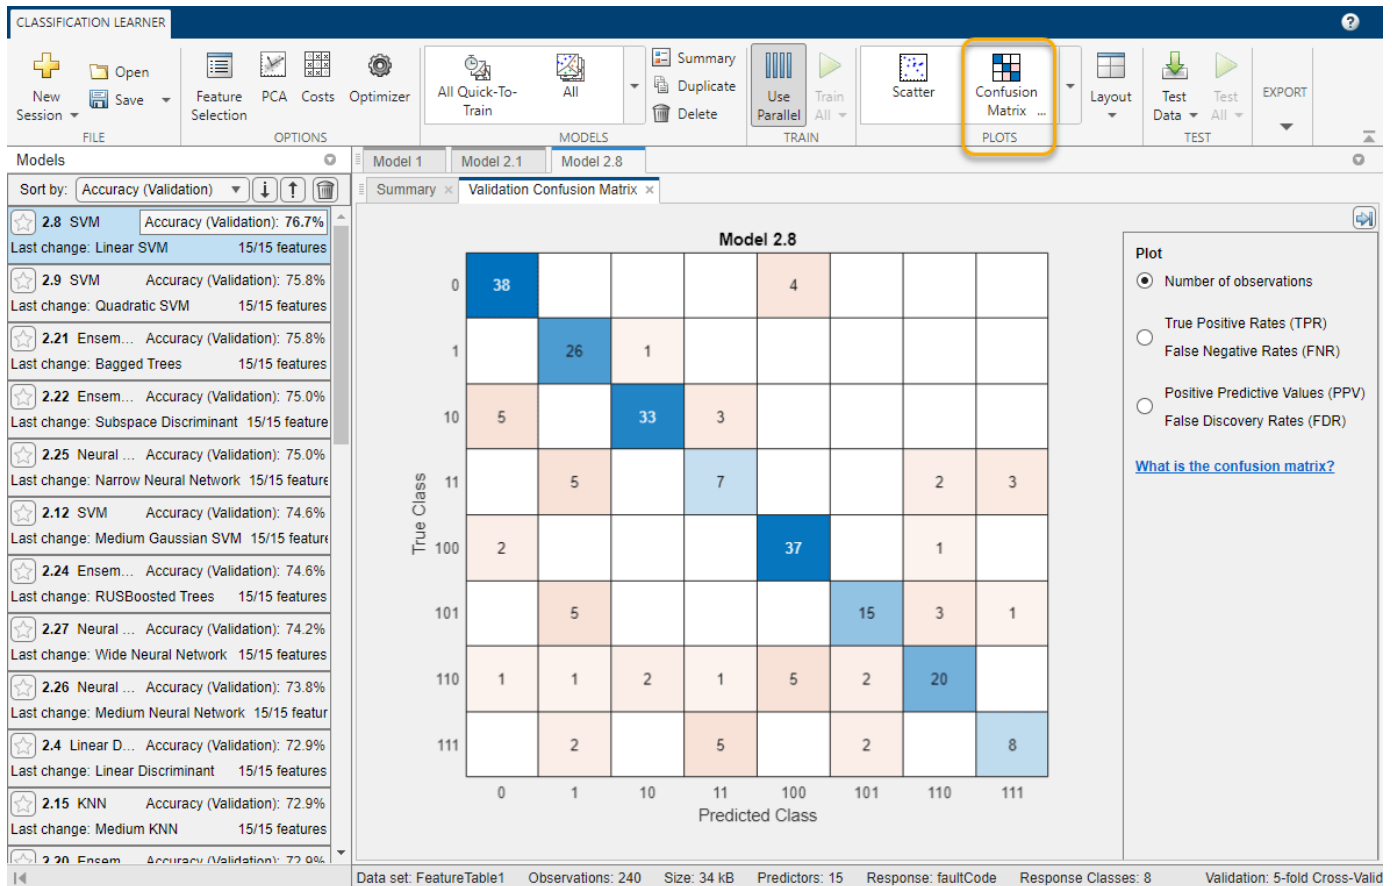 CLASSIFICATION LEARNER
?
New Session
Open
Save
FILE
Feature Selection
PCA
Costs
Optimizer
OPTIONS
All Quick-To-Train
All
Summary
Duplicate
Delete
MODELS
Use Parallel
Train All
TRAIN
Scatter
Confusion Matrix ...
Layout
PLOTS
Test Data
Test All
TEST
EXPORT
Models
Sort by: Accuracy (Validation)
2.8 SVM Accuracy (Validation): 76.7%
Last change: Linear SVM 15/15 features
2.9 SVM Accuracy (Validation): 75.8%
Last change: Quadratic SVM 15/15 features
2.21 Ensem... Accuracy (Validation): 75.8%
Last change: Bagged Trees 15/15 features
2.22 Ensem... Accuracy (Validation): 75.0%
Last change: Subspace Discriminant 15/15 feature
2.25 Neural ... Accuracy (Validation): 75.0%
Last change: Narrow Neural Network 15/15 feature
2.12 SVM Accuracy (Validation): 74.6%
Last change: Medium Gaussian SVM 15/15 feature
2.24 Ensem... Accuracy (Validation): 74.6%
Last change: RUSBoosted Trees 15/15 features
2.27 Neural ... Accuracy (Validation): 74.2%
Last change: Wide Neural Network 15/15 features
2.26 Neural ... Accuracy (Validation): 73.8%
Last change: Medium Neural Network 15/15 featur
2.4 Linear D... Accuracy (Validation): 72.9%
Last change: Linear Discriminant 15/15 features
2.15 KNN Accuracy (Validation): 72.9%
Last change: Medium KNN 15/15 features
2.20 Ensem Accuracy (Validation): 72.9%
Model 1 Model 2.1 Model 2.8
Summary × Validation Confusion Matrix ×
Model 2.8
True Class
0 38 4
1 26 1
10 5 33 3
11 5 7 2 3
100 2 37 1
101 5 15 3 1
110 1 1 2 1 5 2 20
111 2 5 2 8
0 1 10 11 100 101 110 111
Predicted Class
Plot
Number of observations
True Positive Rates (TPR)
False Negative Rates (FNR)
Positive Predictive Values (PPV)
False Discovery Rates (FDR)
What is the confusion matrix?
Data set: FeatureTable1 Observations: 240 Size: 34 kB Predictors: 15 Response: faultCode Response Classes: 8 Validation: 5-fold Cross-Valid